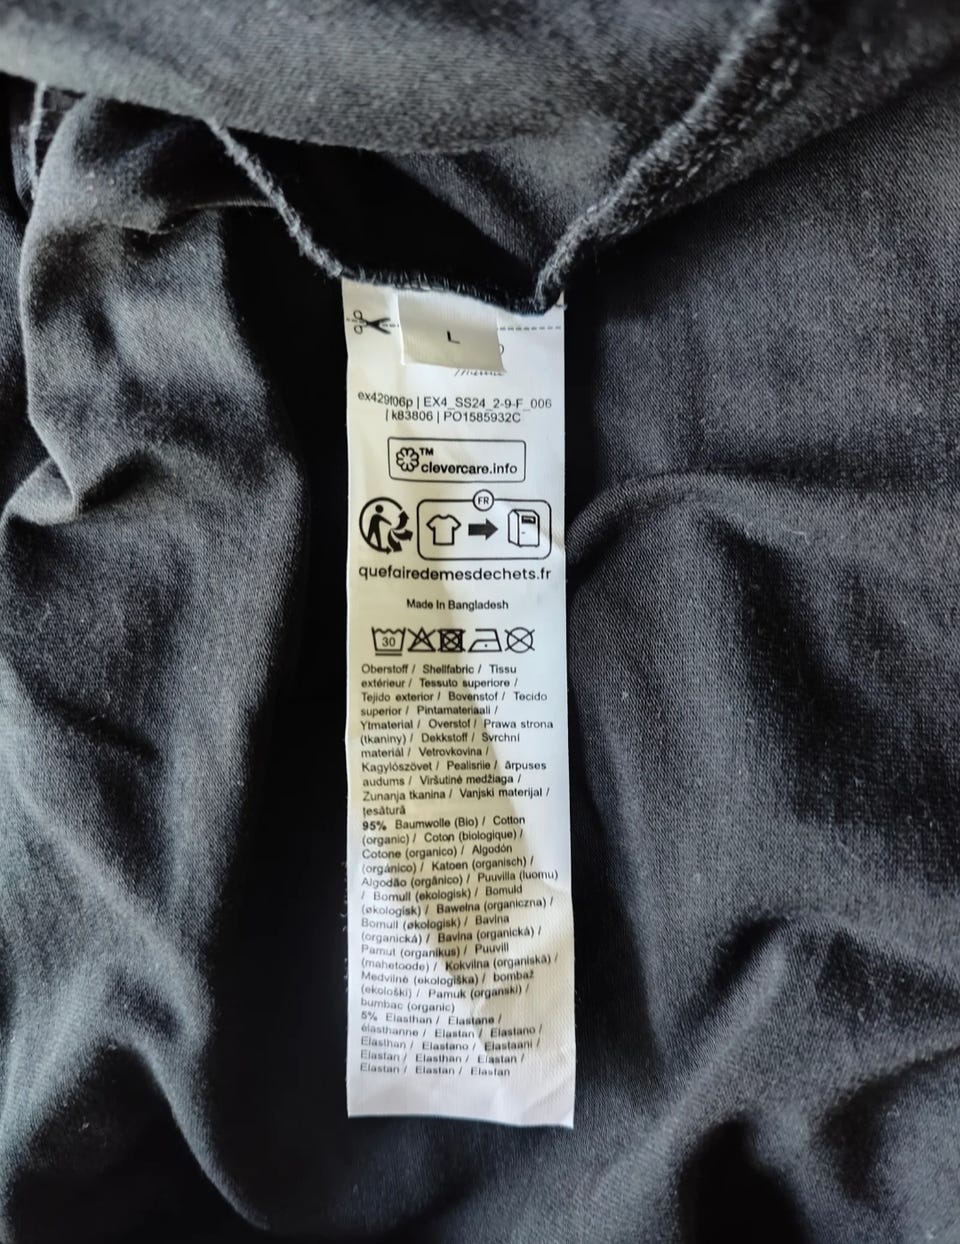 L
ex429f06p | EX4_SS24_2-9-F_006
| k83806 | PO1585932C
TM
clevercare.info
FR
quefairedemesdechets.fr
Made In Bangladesh
30
Oberstoff / Shellfabric / Tissu
extérieur / Tessuto superiore /
Tejido exterior / Bovenstof / Tecido
superior / Pintamateriaali /
Ytmaterial / Overstof / Prawa strona
(tkaniny) / Dekkstoff / Svrchní
materiál / Vetrovkovina /
Kagylószövet / Pealisriie / ārpuses
audums / Viršutinė medžiaga /
Zunanja tkanina / Vanjski materijal /
țesătură
95% Baumwolle (Bio) / Cotton
(organic) / Coton (biologique) /
Cotone (organico) / Algodón
(orgánico) / Katoen (organisch) /
Algodão (orgânico) / Puuvilla (luomu)
/ Bomull (ekologisk) / Bomuld
(økologisk) / Bawełna (organiczna) /
Bomull (økologisk) / Bavlna
(organická) / Bavlna (organická) /
Pamut (organikus) / Puuvill
(mahetoode) / Kokvilna (organiskā) /
Medvilnė (ekologiška) / bombaž
(ekološki) / Pamuk (organski) /
bumbac (organic)
5% Elasthan / Elastane /
élasthanne / Elastan / Elastano /
Elasthan / Elastano / Elastaani /
Elastan / Elasthan / Elastan /
Elastan / Elastan / Elastan